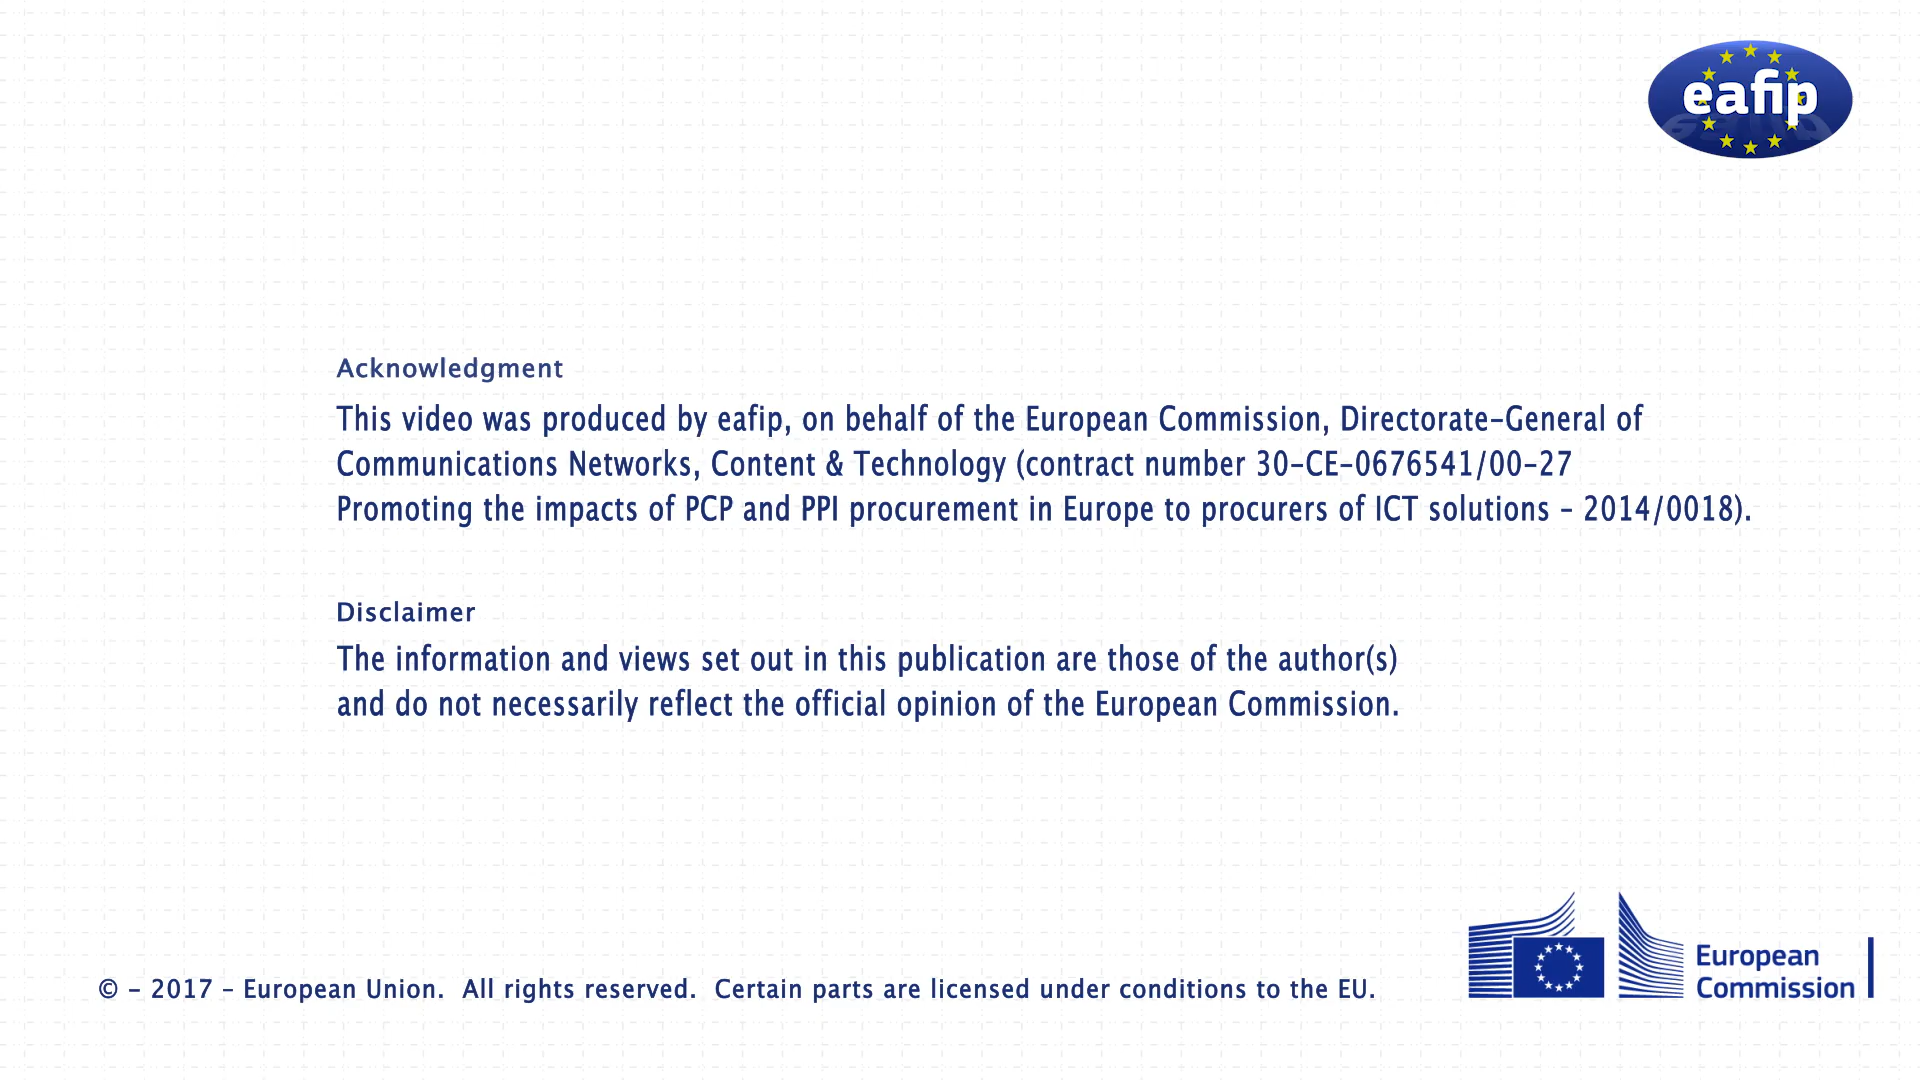 eafip
Acknowledgment
This video was produced by eafip, on behalf of the European Commission, Directorate-General of
Communications Networks, Content & Technology (contract number 30-CE-0676541/00-27
Promoting the impacts of PCP and PPI procurement in Europe to procurers of ICT solutions - 2014/0018).
Disclaimer
The information and views set out in this publication are those of the author(s)
and do not necessarily reflect the official opinion of the European Commission.
© - 2017 - European Union. All rights reserved. Certain parts are licensed under conditions to the EU.
European
Commission